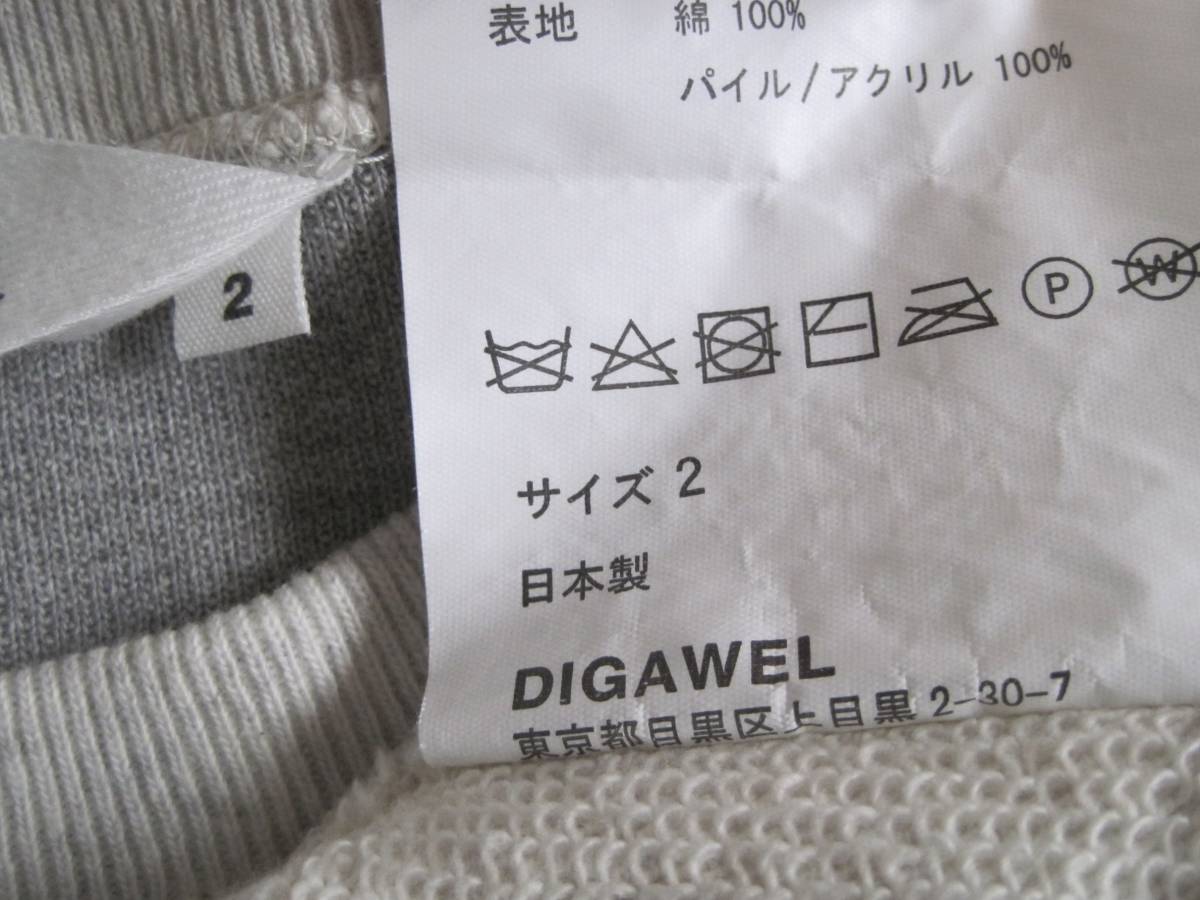 表地 綿 100%
パイル/アクリル 100%
2
P W
サイズ 2
日本製
DIGAWEL
東京都目黒区上目黒 2-30-7